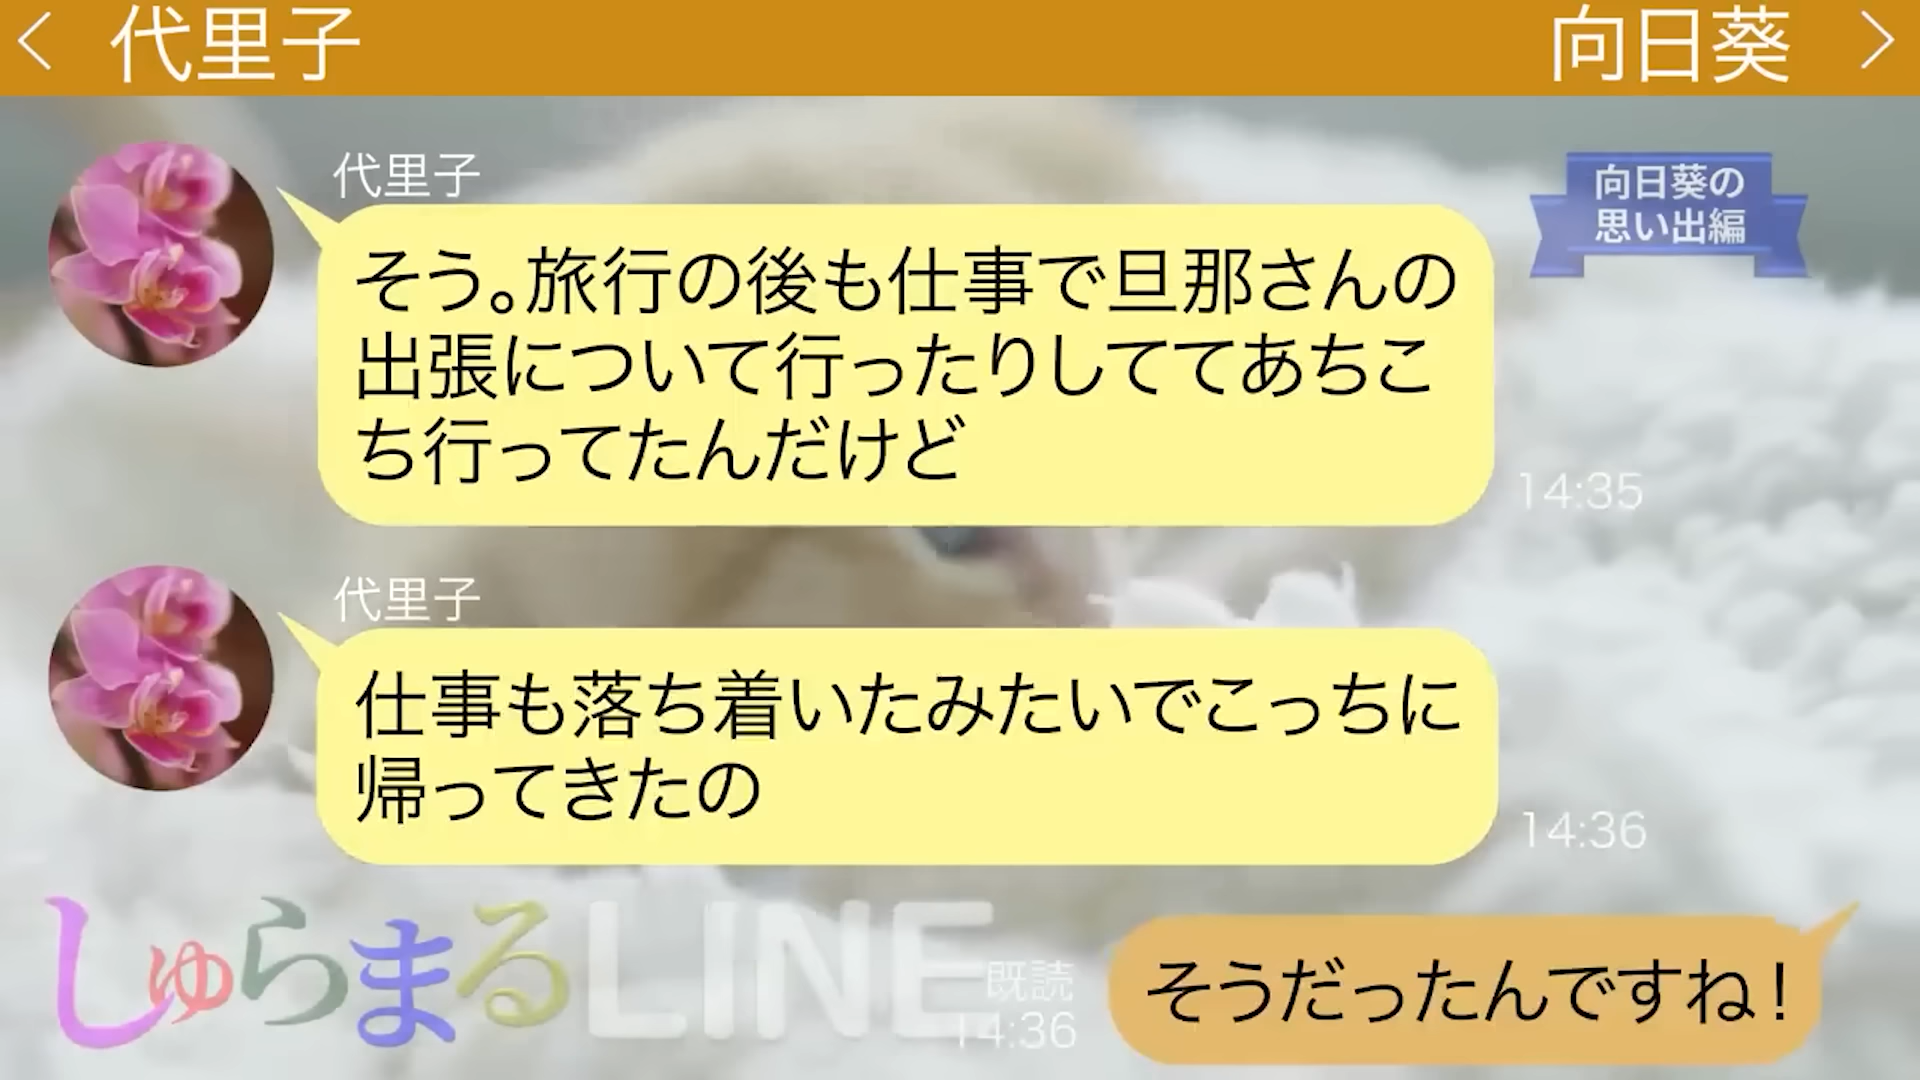 代里子
向日葵
向日葵の
思い出編
代里子
そう。旅行の後も仕事で旦那さんの
出張について行ったりしててあちこ
ち行ってたんだけど
14:35
代里子
仕事も落ち着いたみたいでこっちに
帰ってきたの
14:36
しゅらまるLINE
既読
14:36
そうだったんですね！